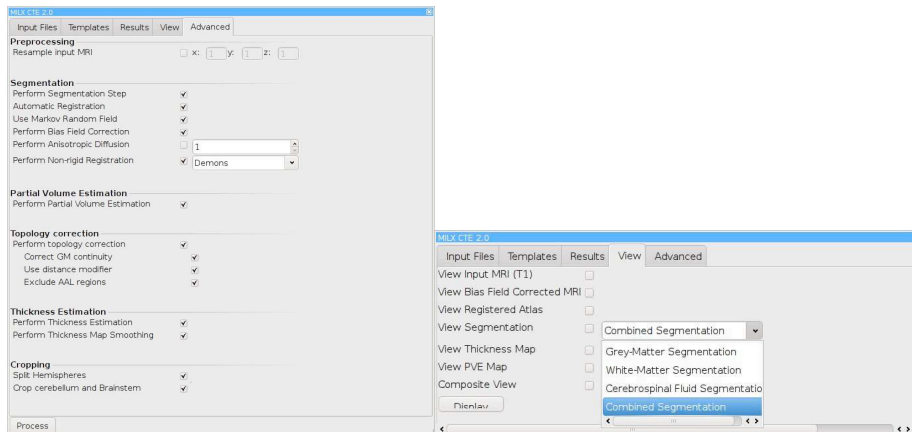 MILX CTE 2.0
Input Files Templates Results View Advanced
Preprocessing
Resample input MRI x: 1 y: 1 z: 1
Segmentation
Perform Segmentation Step
Automatic Registration
Use Markov Random Field
Perform Bias Field Correction
Perform Anisotropic Diffusion 1
Perform Non-rigid Registration Demons
Partial Volume Estimation
Perform Partial Volume Estimation
Topology correction
Perform topology correction
Correct GM continuity
Use distance modifier
Exclude AAL regions
Thickness Estimation
Perform Thickness Estimation
Perform Thickness Map Smoothing
Cropping
Split Hemispheres
Crop cerebellum and Brainstem
Process
MILX CTE 2.0
Input Files Templates Results View Advanced
View Input MRI (T1)
View Bias Field Corrected MRI
View Registered Atlas
View Segmentation Combined Segmentation
View Thickness Map Grey-Matter Segmentation
View PVE Map White-Matter Segmentation
Composite View Cerebrospinal Fluid Segmentatio
Display Combined Segmentation